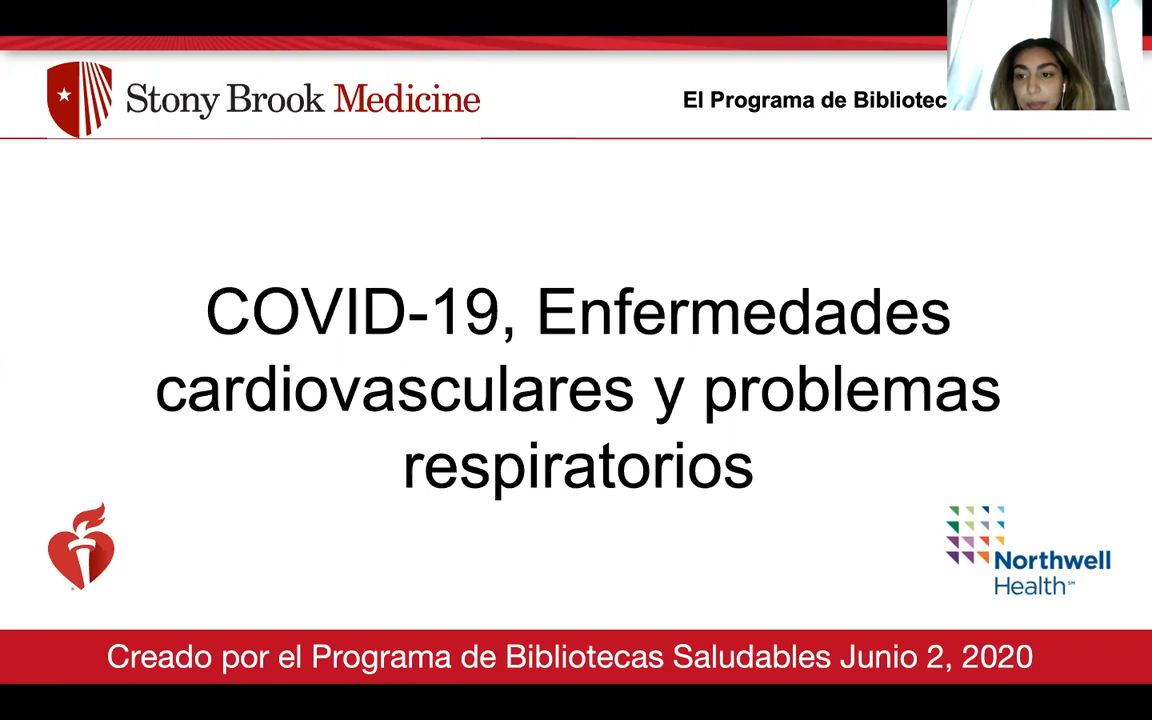 Stony Brook Medicine
El Programa de Bibliotec
COVID-19, Enfermedades
cardiovasculares y problemas
respiratorios
Northwell
Health℠
Creado por el Programa de Bibliotecas Saludables Junio 2, 2020